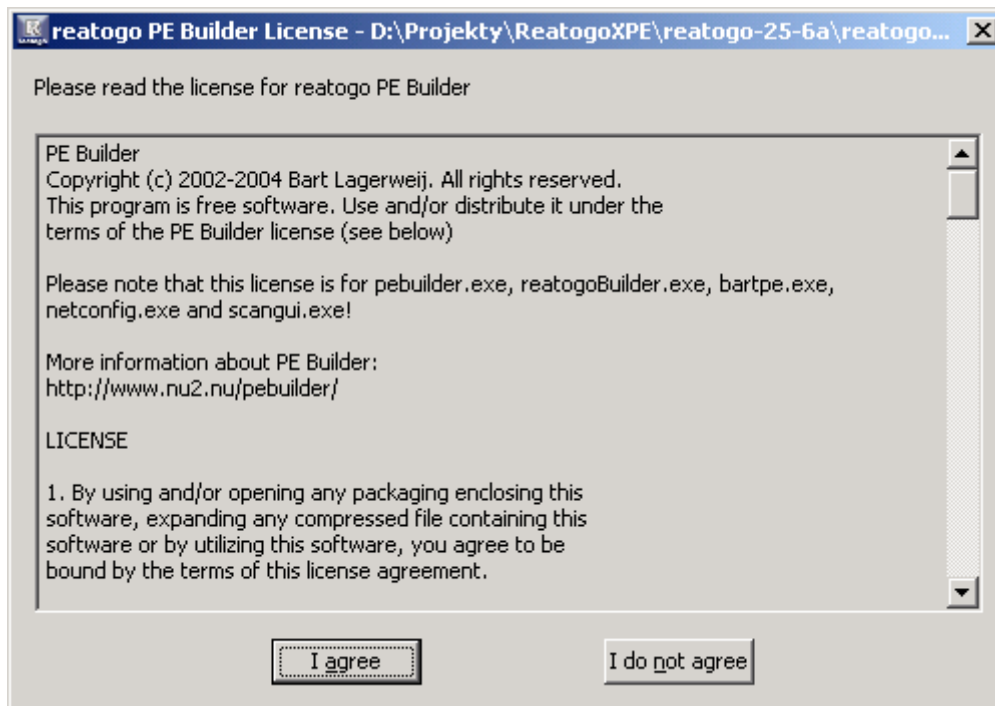 reatogo PE Builder License - D:\Projekty\ReatogoXPE\reatogo-25-6a\reatogo...
Please read the license for reatogo PE Builder
PE Builder
Copyright (c) 2002-2004 Bart Lagerweij. All rights reserved.
This program is free software. Use and/or distribute it under the
terms of the PE Builder license (see below)
Please note that this license is for pebuilder.exe, reatogoBuilder.exe, bartpe.exe,
netconfig.exe and scangui.exe!
More information about PE Builder:
http://www.nu2.nu/pebuilder/
LICENSE
1. By using and/or opening any packaging enclosing this
software, expanding any compressed file containing this
software or by utilizing this software, you agree to be
bound by the terms of this license agreement.
I agree
I do not agree